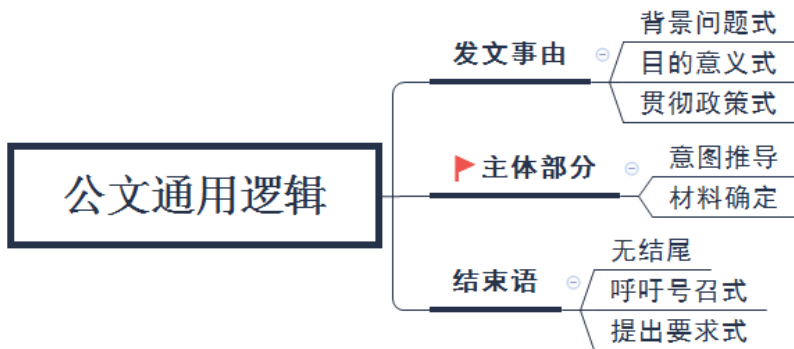 公文通用逻辑
发文事由
背景问题式
目的意义式
贯彻政策式
主体部分
意图推导
材料确定
结束语
无结尾
呼吁号召式
提出要求式